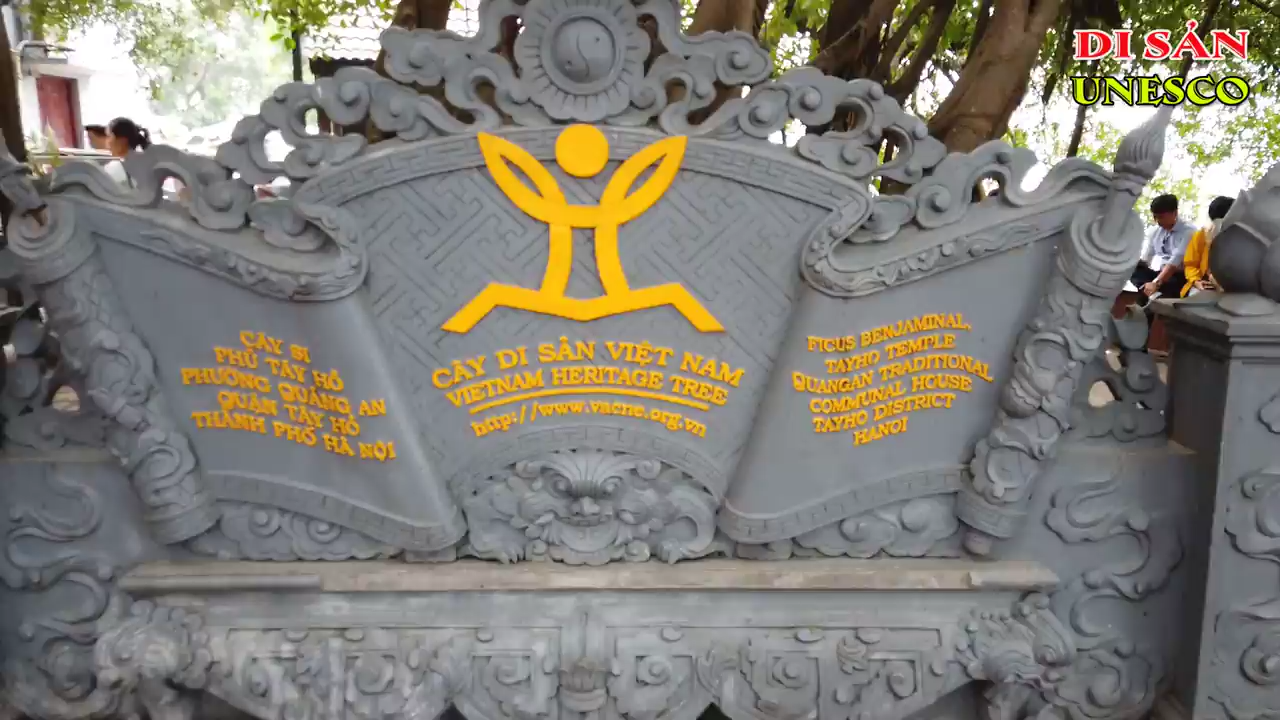 DI SẢN
UNESCO
CÂY SI
PHỦ TÂY HỒ
PHƯỜNG QUẢNG AN
QUẬN TÂY HỒ
THÀNH PHỐ HÀ NỘI
CÂY DI SẢN VIỆT NAM
VIETNAM HERITAGE TREE
http://www.vacne.org.vn
FICUS BENJAMINAL,
TAYHO TEMPLE
QUANGAN TRADITIONAL
COMMUNAL HOUSE
TAYHO DISTRICT
HANOI